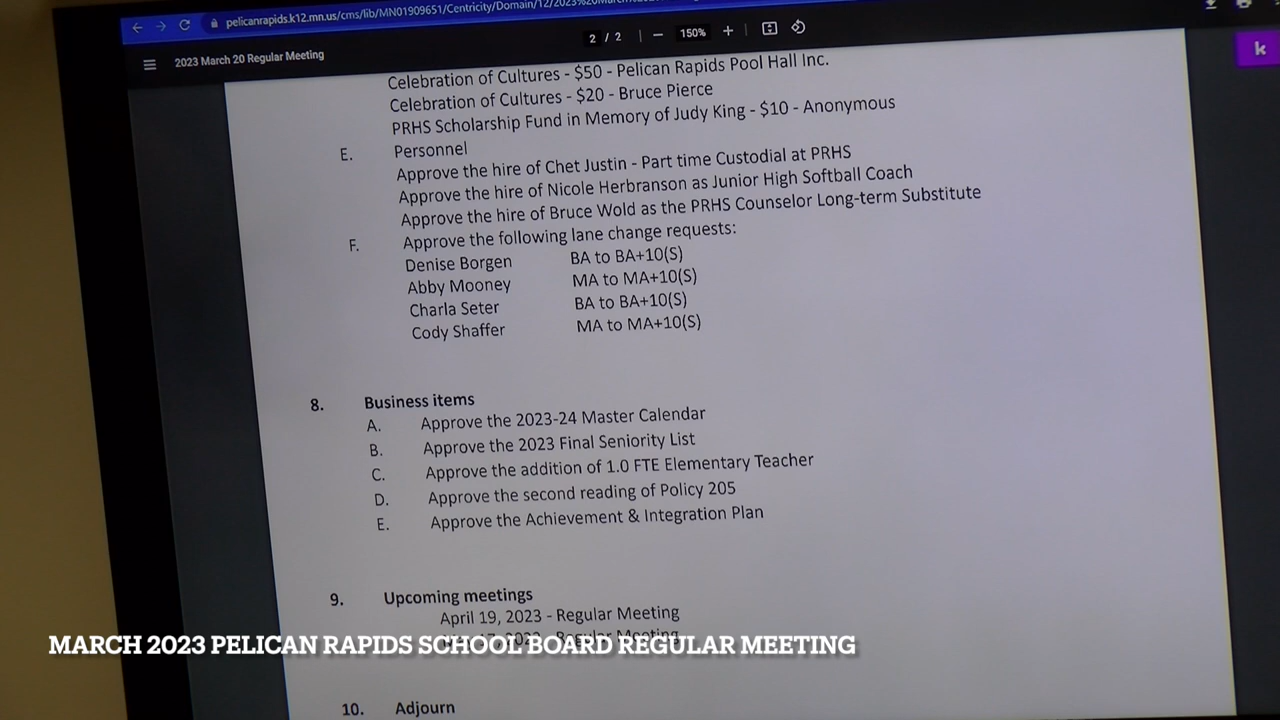 pelicanrapids.k12.mn.us/cms/lib/MN01909651/Centricity/Domain/12/2023%20March
2023 March 20 Regular Meeting
2 / 2
150%
k
Celebration of Cultures - $50 - Pelican Rapids Pool Hall Inc.
Celebration of Cultures - $20 - Bruce Pierce
PRHS Scholarship Fund in Memory of Judy King - $10 - Anonymous
E. Personnel
Approve the hire of Chet Justin - Part time Custodial at PRHS
Approve the hire of Nicole Herbranson as Junior High Softball Coach
Approve the hire of Bruce Wold as the PRHS Counselor Long-term Substitute
F. Approve the following lane change requests:
Denise Borgen BA to BA+10(S)
Abby Mooney MA to MA+10(S)
Charla Seter BA to BA+10(S)
Cody Shaffer MA to MA+10(S)
8. Business items
A. Approve the 2023-24 Master Calendar
B. Approve the 2023 Final Seniority List
C. Approve the addition of 1.0 FTE Elementary Teacher
D. Approve the second reading of Policy 205
E. Approve the Achievement & Integration Plan
9. Upcoming meetings
April 19, 2023 - Regular Meeting
2023 - Regular Meeting
MARCH 2023 PELICAN RAPIDS SCHOOL BOARD REGULAR MEETING
10. Adjourn